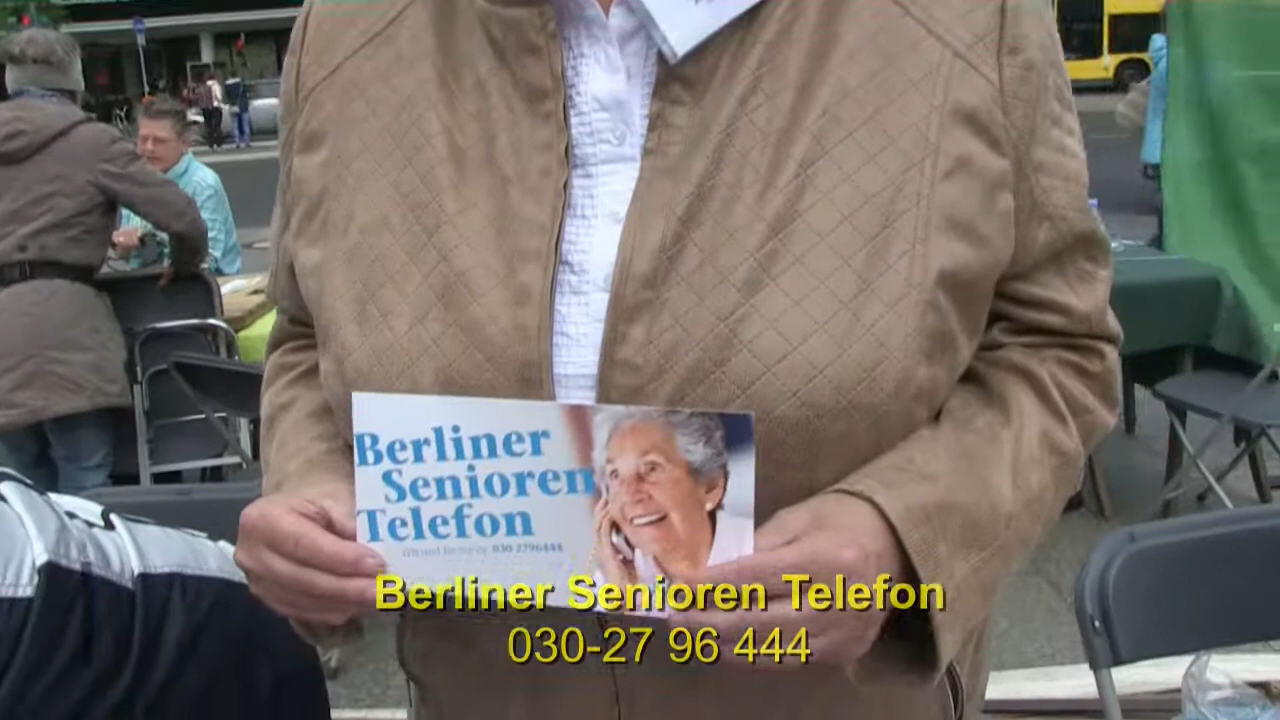 Berliner
Senioren
Telefon
030-2796444
Berliner Senioren Telefon
030-27 96 444